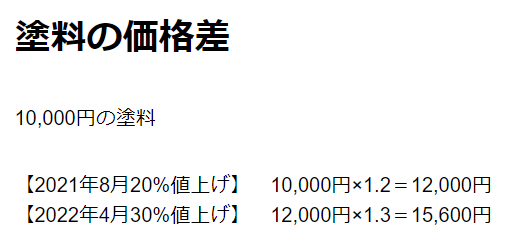 塗料の価格差
10,000円の塗料
【2021年8月20%値上げ】　10,000円×1.2＝12,000円
【2022年4月30%値上げ】　12,000円×1.3＝15,600円